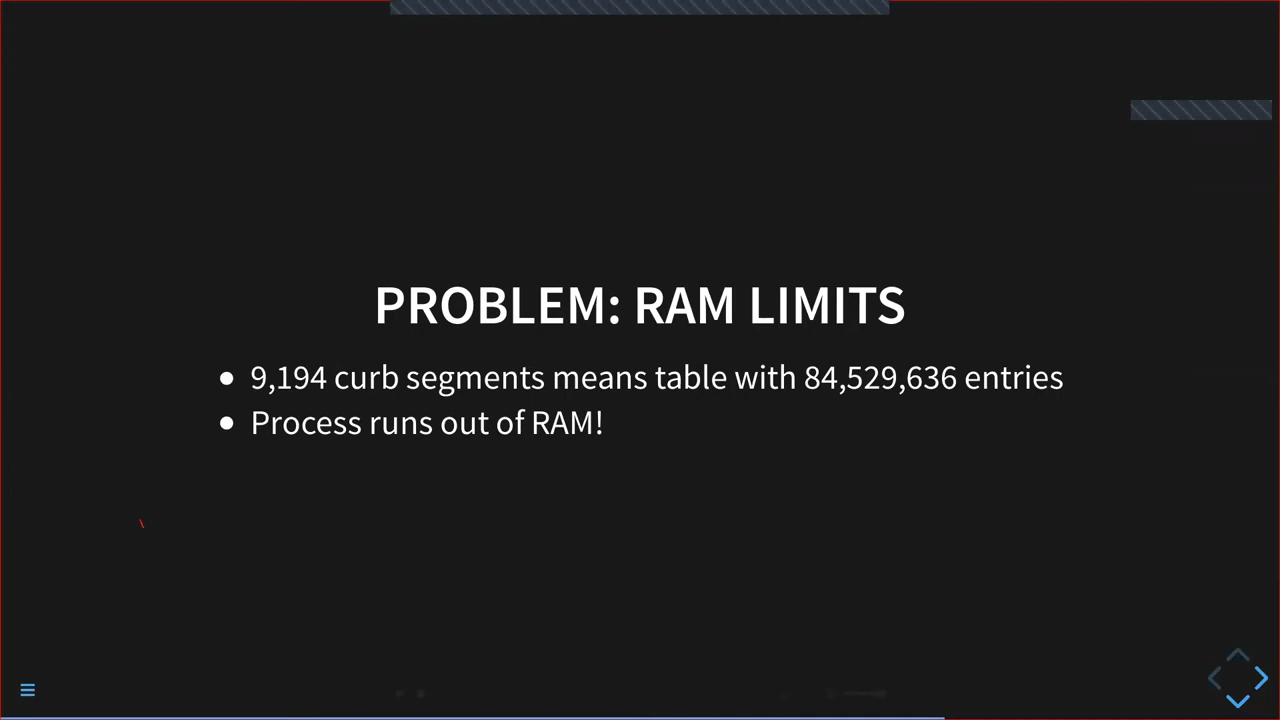 PROBLEM: RAM LIMITS
● 9,194 curb segments means table with 84,529,636 entries
● Process runs out of RAM!